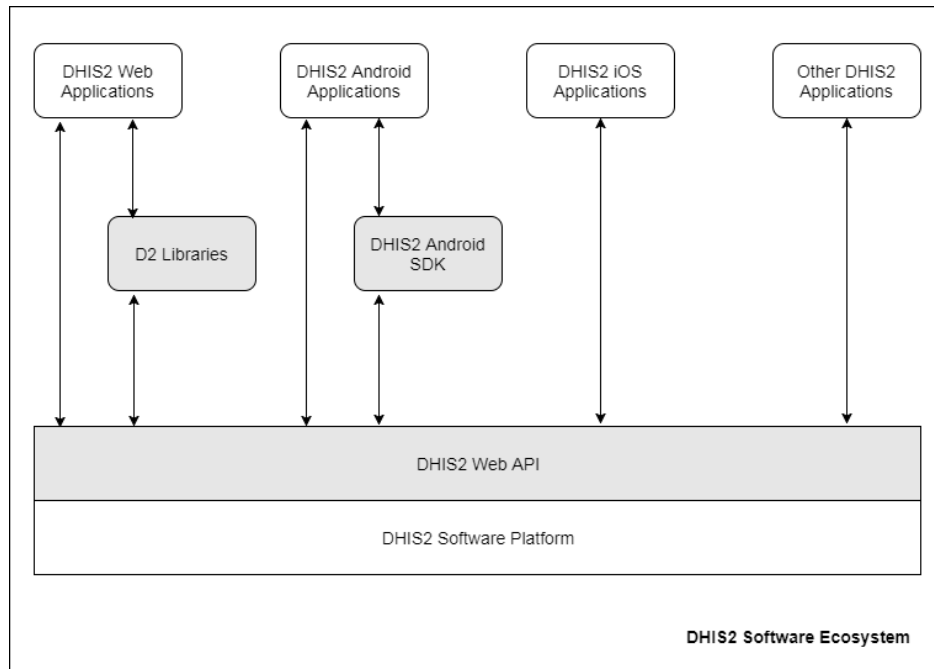 DHIS2 Web
Applications
DHIS2 Android
Applications
DHIS2 iOS
Applications
Other DHIS2
Applications
D2 Libraries
DHIS2 Android
SDK
DHIS2 Web API
DHIS2 Software Platform
DHIS2 Software Ecosystem